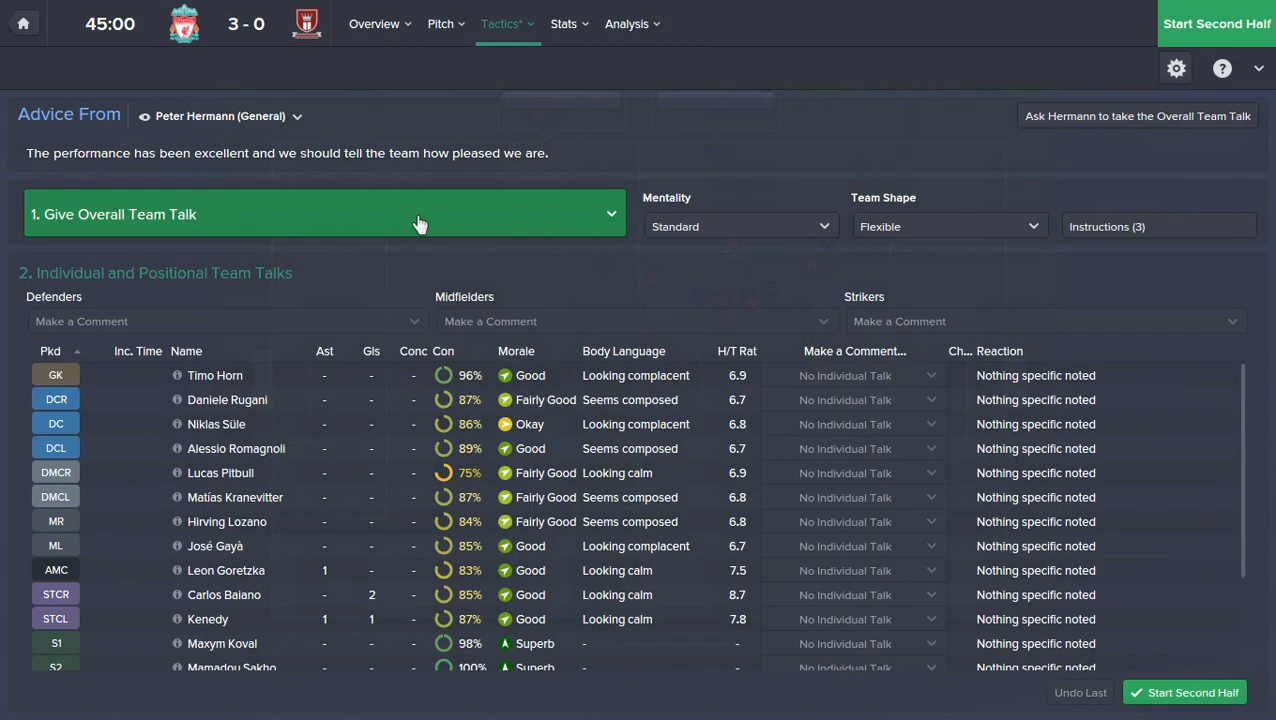 45:00 3 - 0 Overview Pitch Tactics* Stats Analysis Start Second Half
?
Advice From Peter Hermann (General) Ask Hermann to take the Overall Team Talk
The performance has been excellent and we should tell the team how pleased we are.
Mentality Team Shape
1. Give Overall Team Talk
Standard Flexible Instructions (3)
2. Individual and Positional Team Talks
Defenders Midfielders Strikers
Make a Comment Make a Comment Make a Comment
Pkd Inc. Time Name Ast Gls Conc Con Morale Body Language H/T Rat Make a Comment... Ch... Reaction
GK Timo Horn - - - 96% Good Looking complacent 6.9 No Individual Talk Nothing specific noted
DCR Daniele Rugani - - - 87% Fairly Good Seems composed 6.7 No Individual Talk Nothing specific noted
DC Niklas Süle - - - 86% Okay Looking complacent 6.8 No Individual Talk Nothing specific noted
DCL Alessio Romagnoli - - - 89% Good Seems composed 6.7 No Individual Talk Nothing specific noted
DMCR Lucas Pitbull - - - 75% Fairly Good Looking calm 6.9 No Individual Talk Nothing specific noted
DMCL Matías Kranevitter - - - 87% Fairly Good Seems composed 6.8 No Individual Talk Nothing specific noted
MR Hirving Lozano - - - 84% Fairly Good Seems composed 6.8 No Individual Talk Nothing specific noted
ML José Gayà - - - 85% Good Looking complacent 6.7 No Individual Talk Nothing specific noted
AMC Leon Goretzka 1 - - 83% Good Looking calm 7.5 No Individual Talk Nothing specific noted
STCR Carlos Baiano - 2 - 85% Good Looking calm 8.7 No Individual Talk Nothing specific noted
STCL Kenedy 1 1 - 87% Good Looking calm 7.8 No Individual Talk Nothing specific noted
S1 Maxym Koval - - - 98% Superb - - No Individual Talk Nothing specific noted
S2 Mamadou Sakho - - - 100% Superb - - No Individual Talk Nothing specific noted
Undo Last Start Second Half